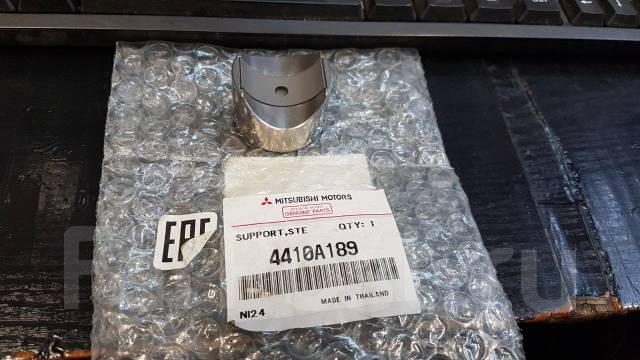 MITSUBISHI MOTORS
GENUINE PARTS
SUPPORT,STE QTY: 1
4410A189
MADE IN THAILAND
NI24
EAC